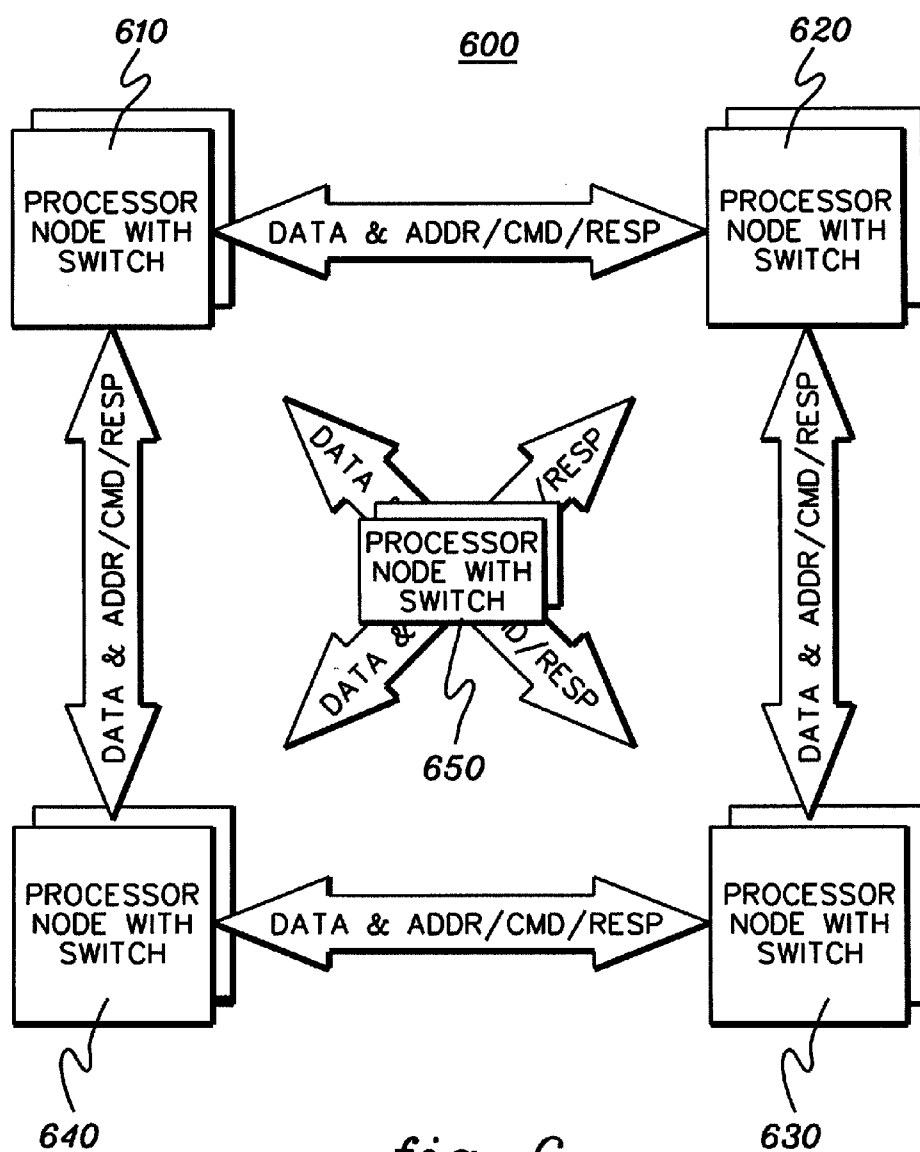 610
600
620
PROCESSOR
NODE WITH
SWITCH
DATA & ADDR/CMD/RESP
PROCESSOR
NODE WITH
SWITCH
DATA & ADDR/CMD/RESP
DATA &
/RESP
DATA & ADDR/CMD/RESP
PROCESSOR
NODE WITH
SWITCH
DATA &
/RESP
650
PROCESSOR
NODE WITH
SWITCH
DATA & ADDR/CMD/RESP
PROCESSOR
NODE WITH
SWITCH
640
630
fig. 6